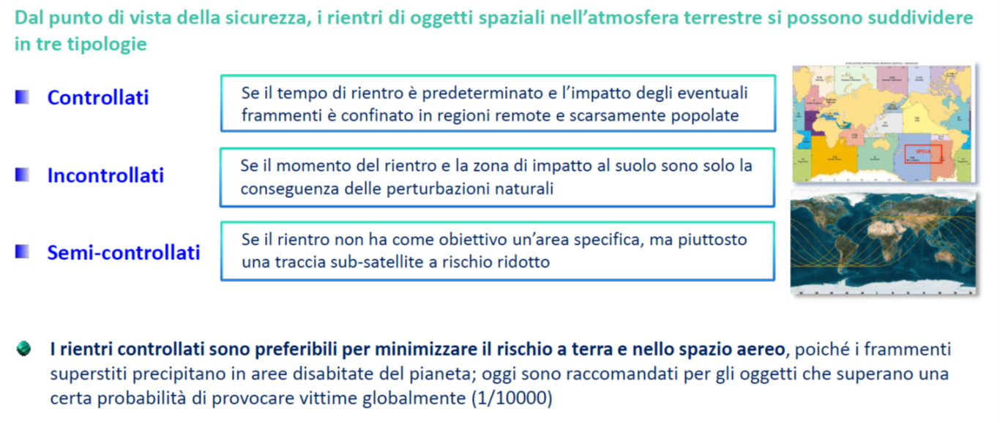 Dal punto di vista della sicurezza, i rientri di oggetti spaziali nell’atmosfera terrestre si possono suddividere
in tre tipologie
Controllati
Se il tempo di rientro è predeterminato e l’impatto degli eventuali
frammenti è confinato in regioni remote e scarsamente popolate
Incontrollati
Se il momento del rientro e la zona di impatto al suolo sono solo la
conseguenza delle perturbazioni naturali
Semi-controllati
Se il rientro non ha come obiettivo un’area specifica, ma piuttosto
una traccia sub-satellite a rischio ridotto
I rientri controllati sono preferibili per minimizzare il rischio a terra e nello spazio aereo, poiché i frammenti
superstiti precipitano in aree disabitate del pianeta; oggi sono raccomandati per gli oggetti che superano una
certa probabilità di provocare vittime globalmente (1/10000)